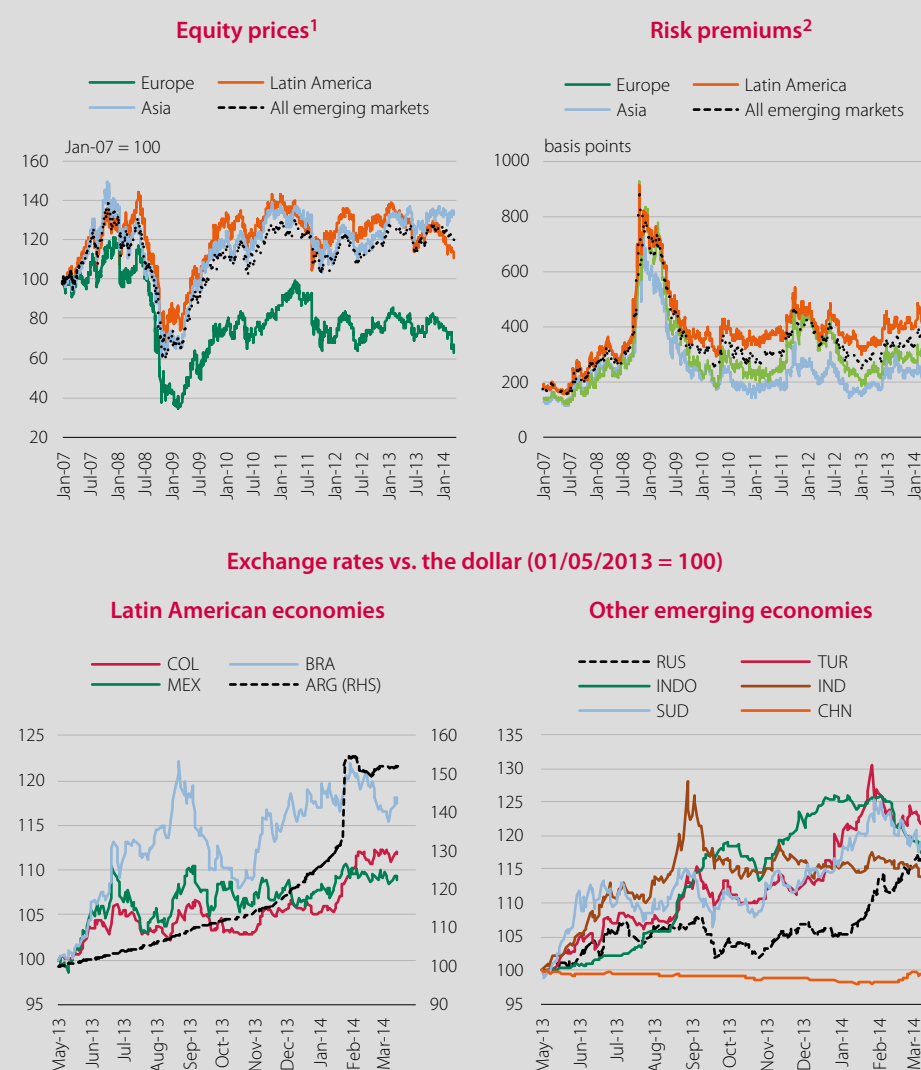 Equity prices1
Europe Latin America
Asia All emerging markets
Jan-07 = 100
160
140
120
100
80
60
40
20
Jan-07 Jul-07 Jan-08 Jul-08 Jan-09 Jul-09 Jan-10 Jul-10 Jan-11 Jul-11 Jan-12 Jul-12 Jan-13 Jul-13 Jan-14
Risk premiums2
Europe Latin America
Asia All emerging markets
basis points
1000
800
600
400
200
0
Jan-07 Jul-07 Jan-08 Jul-08 Jan-09 Jul-09 Jan-10 Jul-10 Jan-11 Jul-11 Jan-12 Jul-12 Jan-13 Jul-13 Jan-14
Exchange rates vs. the dollar (01/05/2013 = 100)
Latin American economies
COL BRA
MEX ARG (RHS)
125 160
120 150
115 140
110 130
105 120
100 110
95 100
90
May-13 Jun-13 Jul-13 Aug-13 Sep-13 Oct-13 Nov-13 Dec-13 Jan-14 Feb-14 Mar-14
Other emerging economies
RUS TUR
INDO IND
SUD CHN
135
130
125
120
115
110
105
100
95
May-13 Jun-13 Jul-13 Aug-13 Sep-13 Oct-13 Nov-13 Dec-13 Jan-14 Feb-14 Mar-14